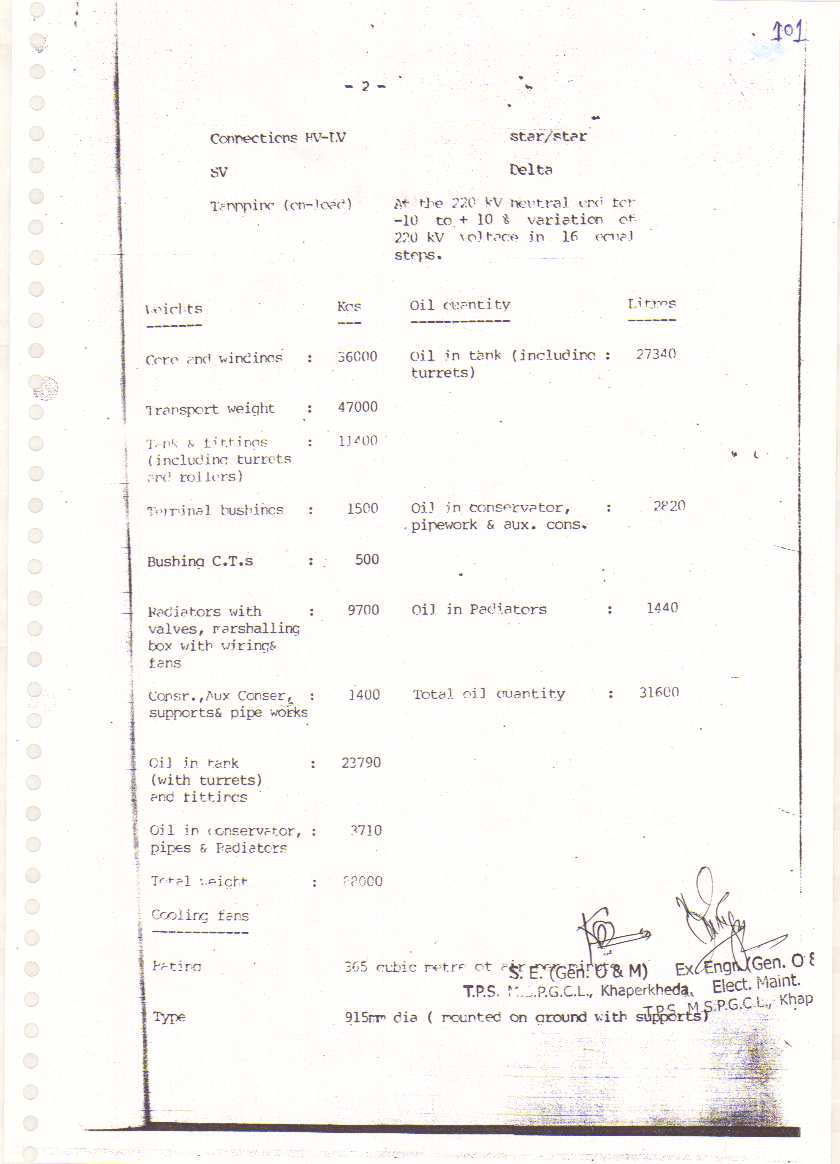 101
- 2 -
Connections HV-LV star/star
SV Delta
Tappping (on-load) At the 220 kV neutral end for
-10 to + 10 % variation of
220 kV voltage in 16 equal
steps.
Weights Kgs Oil quantity Litres
Core and windings : 36000 Oil in tank (including : 27340
turrets)
Transport weight : 47000
Tank & fittings : 11400
(including turrets
and rollers)
Terminal bushings : 1500 Oil in conservator, : 2820
pipework & aux. cons.
Bushing C.T.s : 500
Radiators with : 9700 Oil in Radiators : 1440
valves, marshalling
box with wiring&
fans
Consr.,Aux Conser, : 1400 Total oil quantity : 31600
supports& pipe works
Oil in tank : 23790
(with turrets)
and fittings
Oil in conservator, : 3710
pipes & Radiators
Total weight : 88000
Cooling fans
Rating 365 cubic metre of air per minute
S. E. (Gen. O & M) Ex. Engr. (Gen. O &
T.P.S. M.S.P.G.C.L., Khaperkheda. Elect. Maint.
T.P.S. M.S.P.G.C.L., Khap
Type 915mm dia ( mounted on ground with supports)